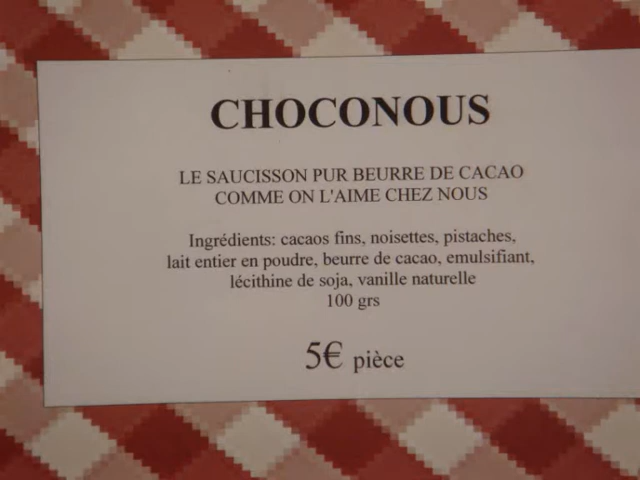 CHOCONOUS
LE SAUCISSON PUR BEURRE DE CACAO
COMME ON L'AIME CHEZ NOUS
Ingrédients: cacaos fins, noisettes, pistaches,
lait entier en poudre, beurre de cacao, emulsifiant,
lécithine de soja, vanille naturelle
100 grs
5€ pièce